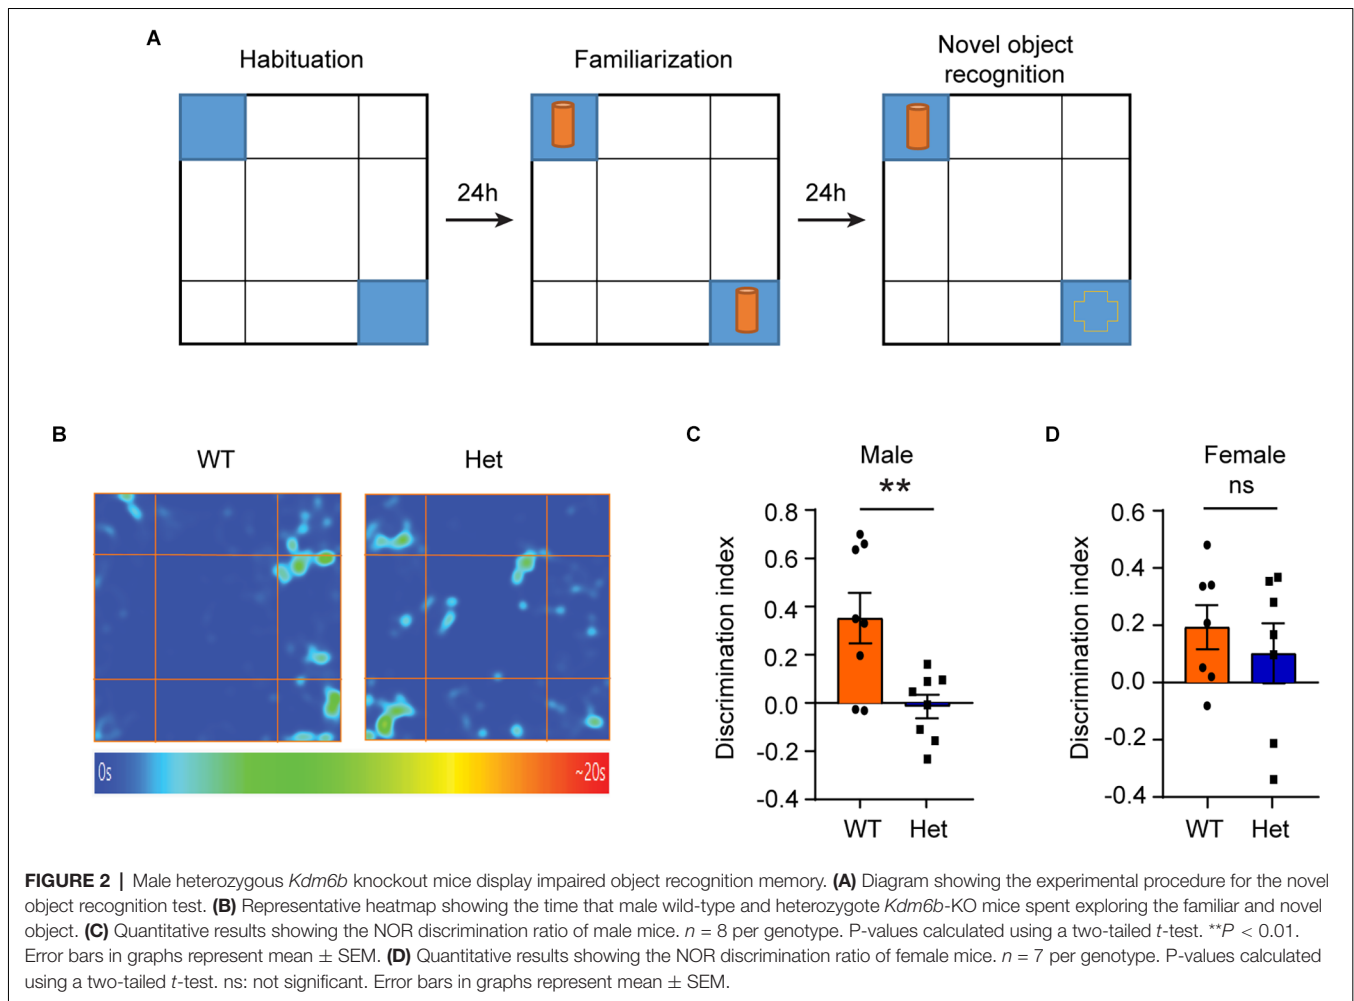 A
Habituation
Familiarization
Novel object
recognition
24h
24h
B
WT
Het
0s
~20s
C
Male
**
Discrimination index
0.8
0.6
0.4
0.2
0.0
-0.2
-0.4
WT
Het
D
Female
ns
Discrimination index
0.6
0.4
0.2
0.0
-0.2
-0.4
WT
Het
FIGURE 2 | Male heterozygous Kdm6b knockout mice display impaired object recognition memory. (A) Diagram showing the experimental procedure for the novel
object recognition test. (B) Representative heatmap showing the time that male wild-type and heterozygote Kdm6b-KO mice spent exploring the familiar and novel
object. (C) Quantitative results showing the NOR discrimination ratio of male mice. n = 8 per genotype. P-values calculated using a two-tailed t-test. **P < 0.01.
Error bars in graphs represent mean ± SEM. (D) Quantitative results showing the NOR discrimination ratio of female mice. n = 7 per genotype. P-values calculated
using a two-tailed t-test. ns: not significant. Error bars in graphs represent mean ± SEM.